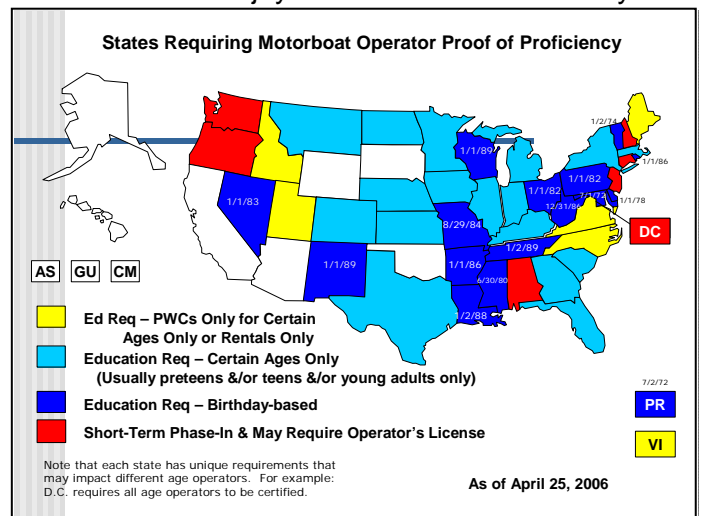 States Requiring Motorboat Operator Proof of Proficiency
1/2/74
1/1/89
1/1/86
1/1/82
1/1/82
7/1/72
1/1/83
12/31/86
1/1/78
8/29/84
DC
1/2/89
1/1/89
1/1/86
6/30/80
AS GU CM
1/2/88
Ed Req – PWCs Only for Certain
Ages Only or Rentals Only
Education Req – Certain Ages Only
(Usually preteens &/or teens &/or young adults only)
7/2/72
Education Req – Birthday-based
PR
Short-Term Phase-In & May Require Operator's License
VI
Note that each state has unique requirements that
may impact different age operators. For example:
D.C. requires all age operators to be certified.
As of April 25, 2006